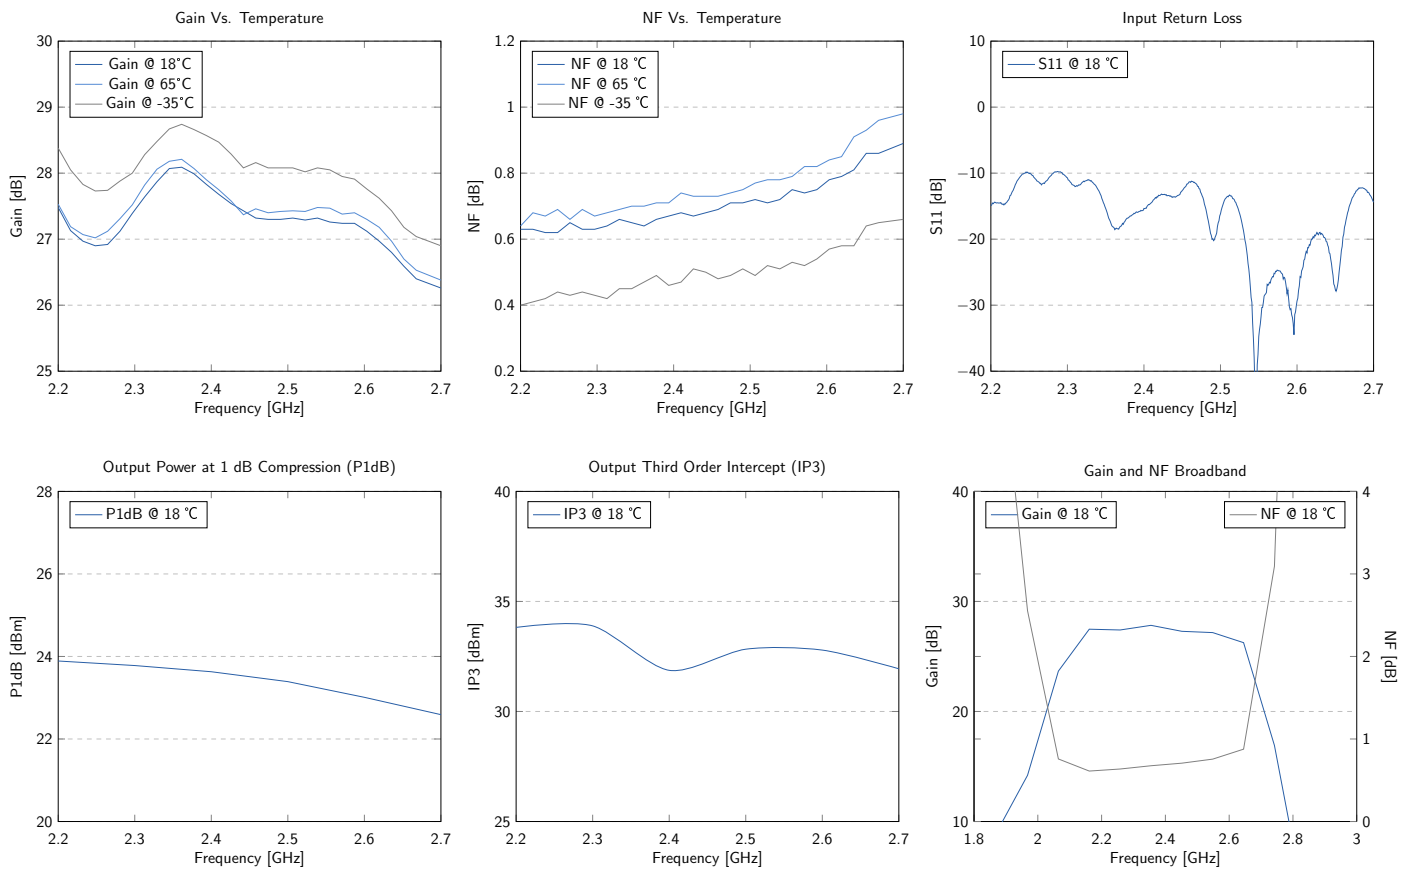 Gain Vs. Temperature
30
29
28
27
26
25
Gain [dB]
Gain @ 18°C
Gain @ 65°C
Gain @ -35°C
2.2 2.3 2.4 2.5 2.6 2.7
Frequency [GHz]
NF Vs. Temperature
1.2
1
0.8
0.6
0.4
0.2
NF [dB]
NF @ 18 °C
NF @ 65 °C
NF @ -35 °C
2.2 2.3 2.4 2.5 2.6 2.7
Frequency [GHz]
Input Return Loss
10
0
−10
−20
−30
−40
S11 [dB]
S11 @ 18 °C
2.2 2.3 2.4 2.5 2.6 2.7
Frequency [GHz]
Output Power at 1 dB Compression (P1dB)
28
26
24
22
20
P1dB [dBm]
P1dB @ 18 °C
2.2 2.3 2.4 2.5 2.6 2.7
Frequency [GHz]
Output Third Order Intercept (IP3)
40
35
30
25
IP3 [dBm]
IP3 @ 18 °C
2.2 2.3 2.4 2.5 2.6 2.7
Frequency [GHz]
Gain and NF Broadband
40
30
20
10
Gain [dB]
Gain @ 18 °C
NF @ 18 °C
4
3
2
1
0
NF [dB]
1.8 2 2.2 2.4 2.6 2.8 3
Frequency [GHz]